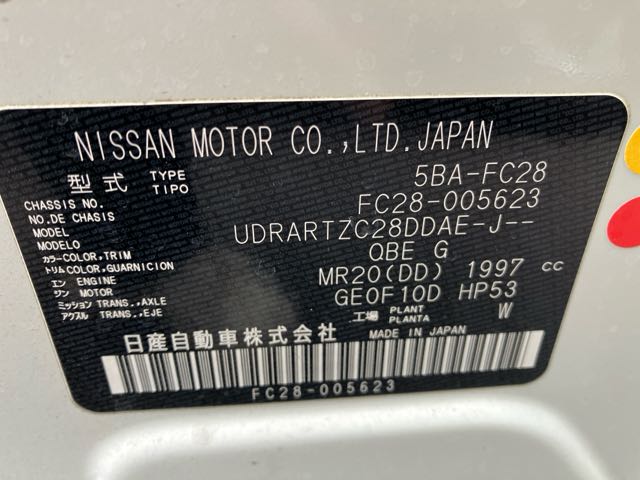 NISSAN MOTOR CO.,LTD.JAPAN
型式 TYPE TIPO 5BA-FC28
CHASSIS NO. NO.DE CHASIS FC28-005623
MODEL MODELO UDRARTZC28DDAE-J--
カラー COLOR, TRIM トリム COLOR, GUARNICION QBE G
エン ENGINE ジン MOTOR MR20(DD) 1997 cc
ミッション TRANS., AXLE アクスル TRANS., EJE GE0F10D HP53
工場 PLANT PLANTA W
日産自動車株式会社 MADE IN JAPAN
FC28-005623